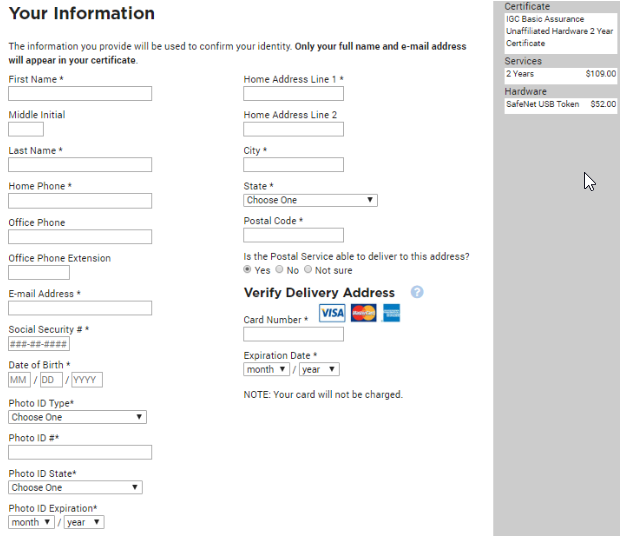 Your Information
The information you provide will be used to confirm your identity. Only your full name and e-mail address
will appear in your certificate.
First Name *
Middle Initial
Last Name *
Home Phone *
Office Phone
Office Phone Extension
E-mail Address *
Social Security # *
###-##-####
Date of Birth *
MM / DD / YYYY
Photo ID Type*
Choose One
Photo ID #*
Photo ID State*
Choose One
Photo ID Expiration*
month / year
Home Address Line 1 *
Home Address Line 2
City *
State *
Choose One
Postal Code *
Is the Postal Service able to deliver to this address?
Yes No Not sure
Verify Delivery Address ?
Card Number * VISA MasterCard
Expiration Date *
month / year
NOTE: Your card will not be charged.
Certificate
IGC Basic Assurance
Unaffiliated Hardware 2 Year
Certificate
Services
2 Years $109.00
Hardware
SafeNet USB Token $52.00